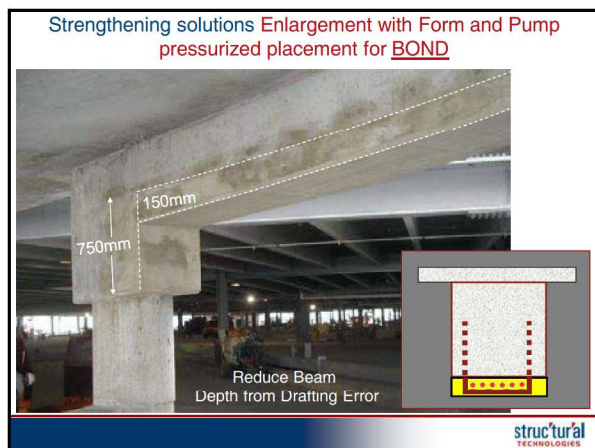 Strengthening solutions Enlargement with Form and Pump
pressurized placement for BOND
150mm
750mm
Reduce Beam
Depth from Drafting Error
struc'tur'al
TECHNOLOGIES